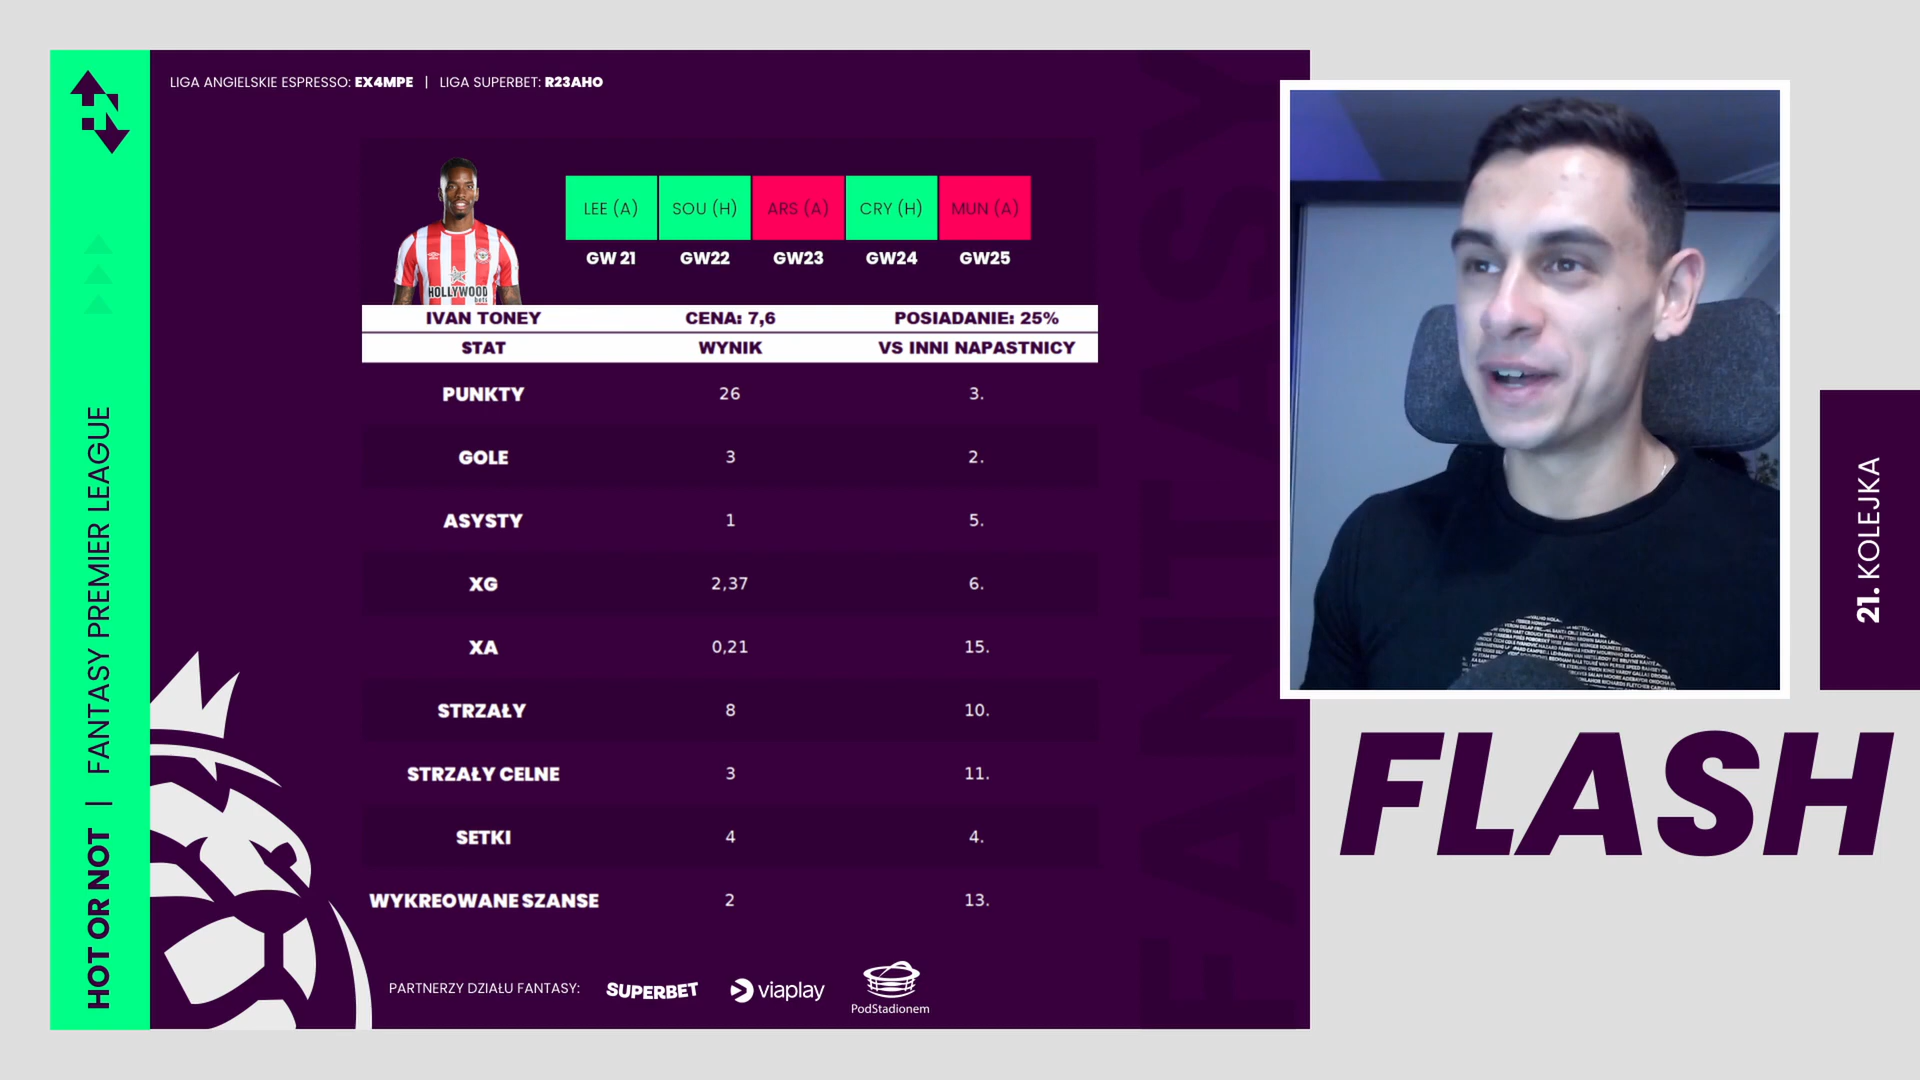 LIGA ANGIELSKIE ESPRESSO: EX4MPE | LIGA SUPERBET: R23AHO
LEE (A) SOU (H) ARS (A) CRY (H) MUN (A)
GW 21 GW22 GW23 GW24 GW25
HOLLYWOOD
bets
IVAN TONEY CENA: 7,6 POSIADANIE: 25%
STAT WYNIK VS INNI NAPASTNICY
PUNKTY 26 3.
GOLE 3 2.
ASYSTY 1 5.
XG 2,37 6.
XA 0,21 15.
STRZAŁY 8 10.
STRZAŁY CELNE 3 11.
SETKI 4 4.
WYKREOWANE SZANSE 2 13.
PARTNERZY DZIAŁU FANTASY: SUPERBET viaplay PodStadionem
HOT OR NOT | FANTASY PREMIER LEAGUE
FANTASY
21. KOLEJKA
FLASH